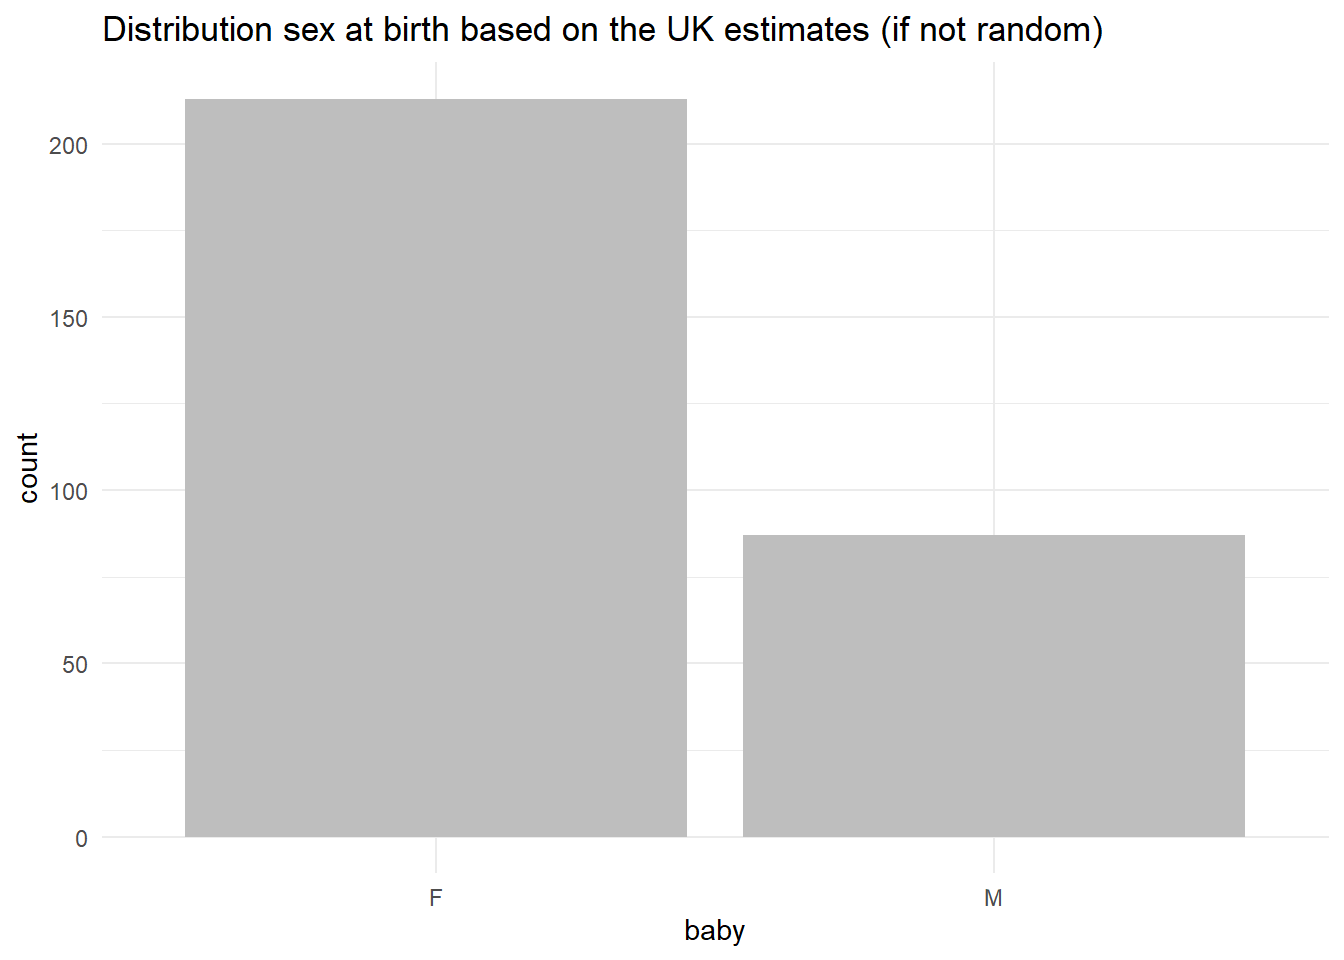 Distribution sex at birth based on the UK estimates (if not random)
200
150
100
50
0
count
F
M
baby